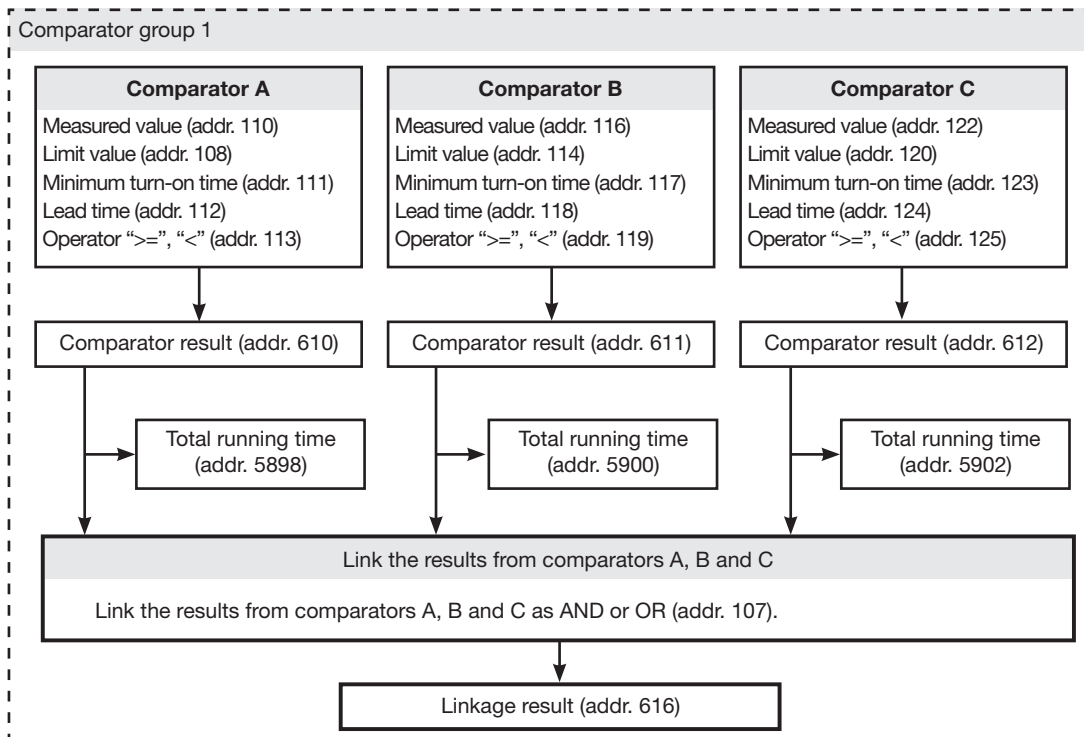 Comparator group 1
Comparator A
Measured value (addr. 110)
Limit value (addr. 108)
Minimum turn-on time (addr. 111)
Lead time (addr. 112)
Operator “>=”, “<” (addr. 113)
Comparator B
Measured value (addr. 116)
Limit value (addr. 114)
Minimum turn-on time (addr. 117)
Lead time (addr. 118)
Operator “>=”, “<” (addr. 119)
Comparator C
Measured value (addr. 122)
Limit value (addr. 120)
Minimum turn-on time (addr. 123)
Lead time (addr. 124)
Operator “>=”, “<” (addr. 125)
Comparator result (addr. 610)
Comparator result (addr. 611)
Comparator result (addr. 612)
Total running time
(addr. 5898)
Total running time
(addr. 5900)
Total running time
(addr. 5902)
Link the results from comparators A, B and C
Link the results from comparators A, B and C as AND or OR (addr. 107).
Linkage result (addr. 616)